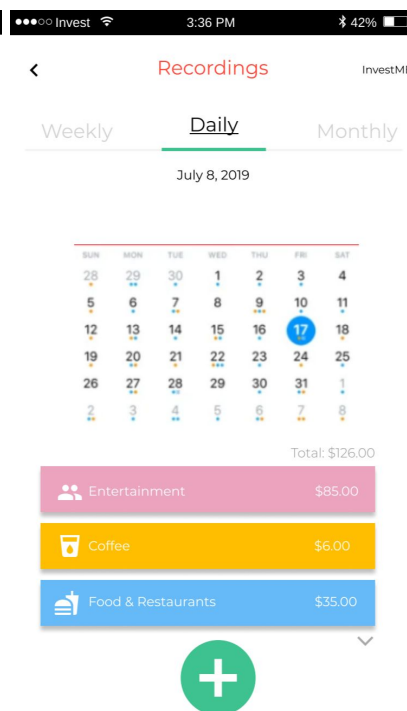 Invest 3:36 PM 42%
Recordings InvestM
Weekly Daily Monthly
July 8, 2019
SUN MON TUE WED THU FRI SAT
28 29 30 1 2 3 4
5 6 7 8 9 10 11
12 13 14 15 16 17 18
19 20 21 22 23 24 25
26 27 28 29 30 31 1
2 3 4 5 6 7 8
Total: $126.00
Entertainment $85.00
Coffee $6.00
Food & Restaurants $35.00